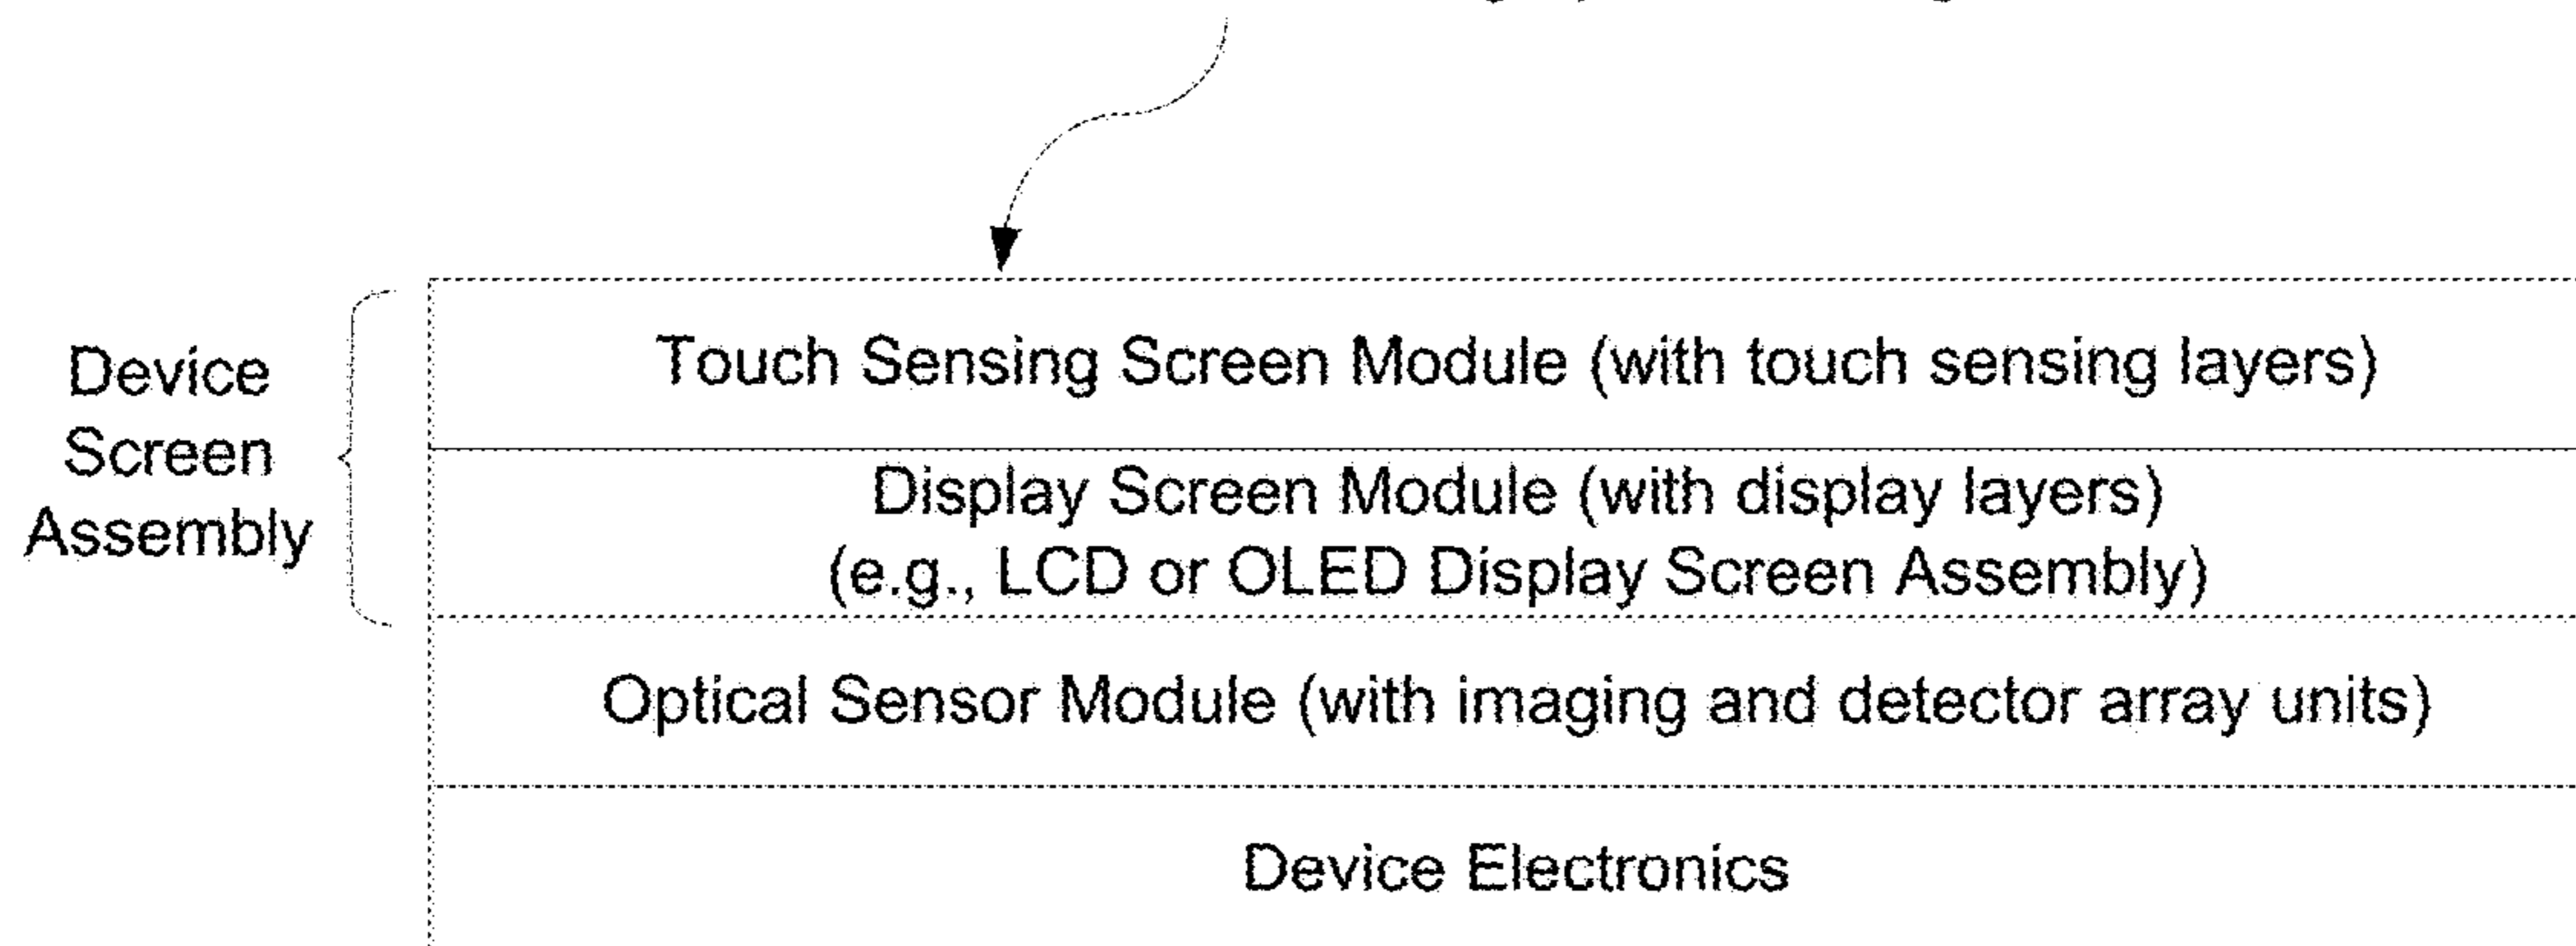 Touch Sensing Screen Module (with touch sensing layers)
Device
Screen
Assembly
Display Screen Module (with display layers)
(e.g., LCD or OLED Display Screen Assembly)
Optical Sensor Module (with imaging and detector array units)
Device Electronics